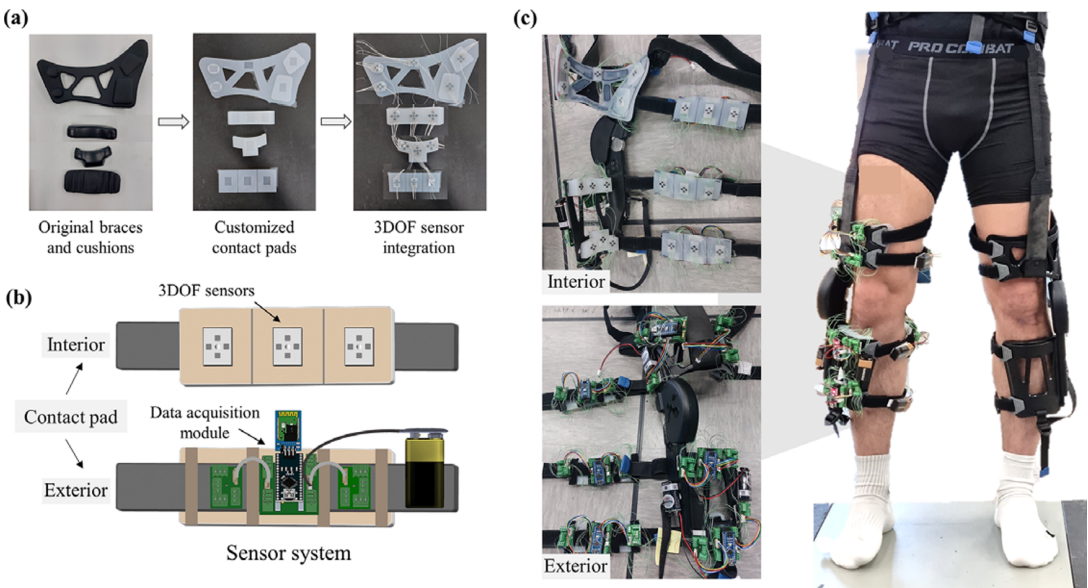 (a)
Original braces
and cushions
Customized
contact pads
3DOF sensor
integration
(b)
3DOF sensors
Interior
Contact pad
Data acquisition
module
Exterior
Sensor system
(c)
Interior
Exterior
AT PRO COMBAT